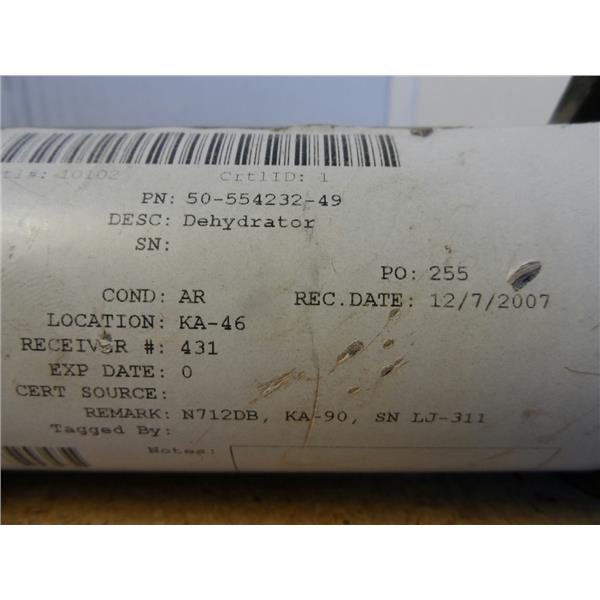 10102 CrtlID: 1
PN: 50-554232-49
DESC: Dehydrator
SN:
PO: 255
COND: AR REC.DATE: 12/7/2007
LOCATION: KA-46
RECEIVER #: 431
EXP DATE: 0
CERT SOURCE:
REMARK: N712DB, KA-90, SN LJ-311
Tagged By:
Notes: